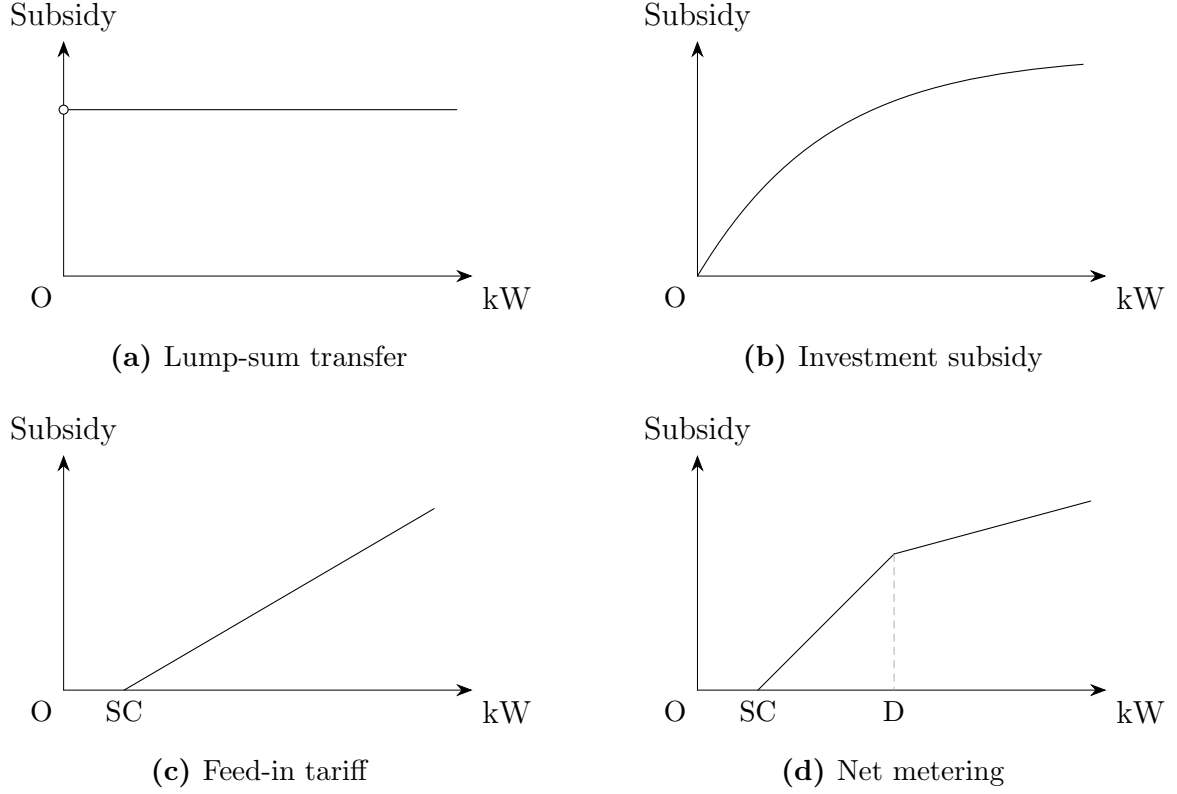 Subsidy
O
kW
(a) Lump-sum transfer
Subsidy
O
kW
(b) Investment subsidy
Subsidy
O
SC
kW
(c) Feed-in tariff
Subsidy
O
SC
D
kW
(d) Net metering